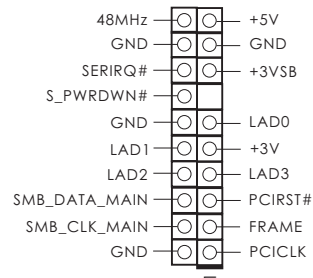 48MHz +5V
GND GND
SERIRQ# +3VSB
S_PWRDWN#
GND LAD0
LAD1 +3V
LAD2 LAD3
SMB_DATA_MAIN PCIRST#
SMB_CLK_MAIN FRAME
GND PCICLK